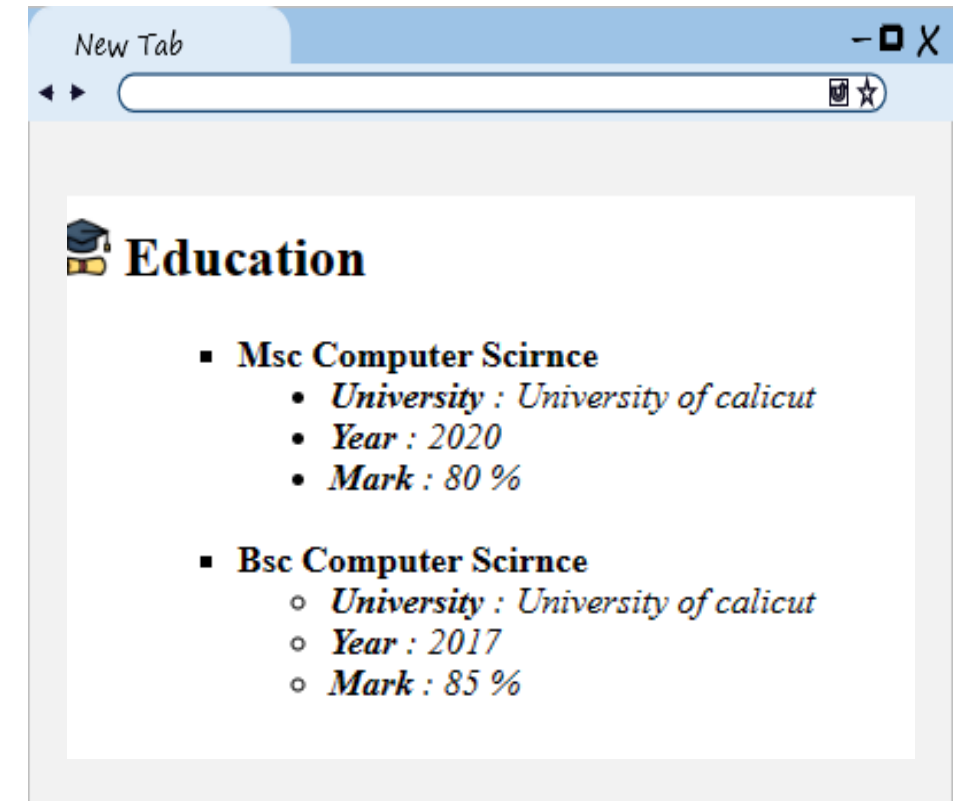 New Tab
Education
Msc Computer Scirnce
University : University of calicut
Year : 2020
Mark : 80 %
Bsc Computer Scirnce
University : University of calicut
Year : 2017
Mark : 85 %